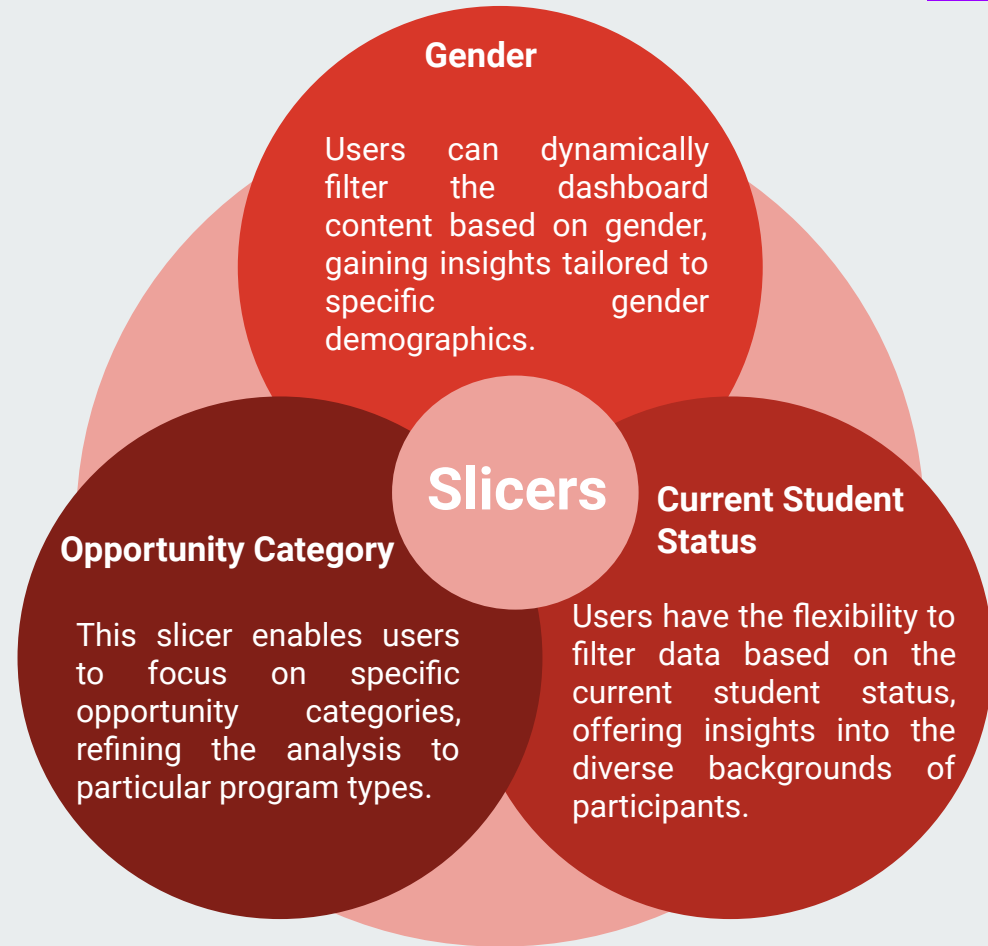 Gender
Users can dynamically
filter the dashboard
content based on gender,
gaining insights tailored to
specific gender
demographics.
Slicers
Opportunity Category
This slicer enables users
to focus on specific
opportunity categories,
refining the analysis to
particular program types.
Current Student
Status
Users have the flexibility to
filter data based on the
current student status,
offering insights into the
diverse backgrounds of
participants.